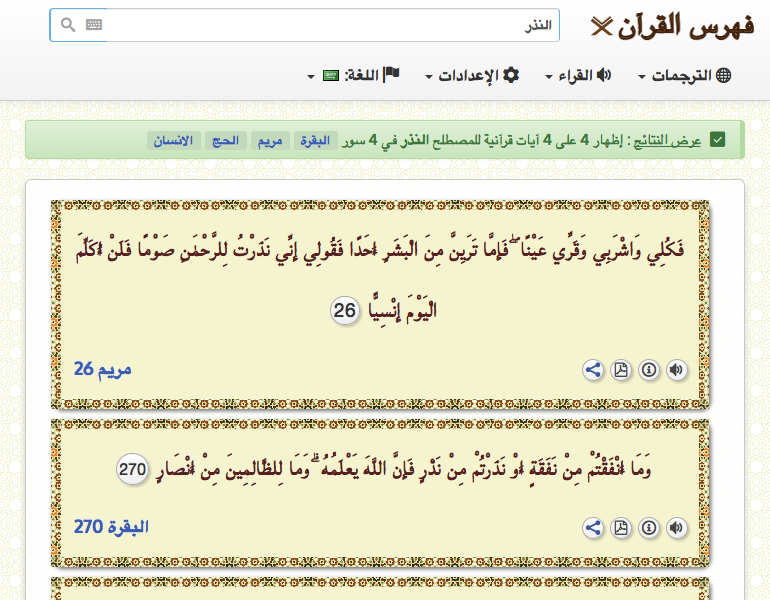 فهرس القرآن
النذر
الترجمات القراء الإعدادات اللغة:
عرض النتائج : إظهار 4 على 4 آيات قرآنية للمصطلح النذر في 4 سور البقرة مريم الحج الانسان
فَكُلِي وَاشْرَبِي وَقَرِّي عَيْنًا ۖ فَإِمَّا تَرَيِنَّ مِنَ الْبَشَرِ أَحَدًا فَقُولِي إِنِّي نَذَرْتُ لِلرَّحْمَٰنِ صَوْمًا فَلَنْ أُكَلِّمَ
الْيَوْمَ إِنْسِيًّا 26
مريم 26
وَمَا أَنْفَقْتُمْ مِنْ نَفَقَةٍ أَوْ نَذَرْتُمْ مِنْ نَذْرٍ فَإِنَّ اللَّهَ يَعْلَمُهُ ۗ وَمَا لِلظَّالِمِينَ مِنْ أَنْصَارٍ 270
البقرة 270